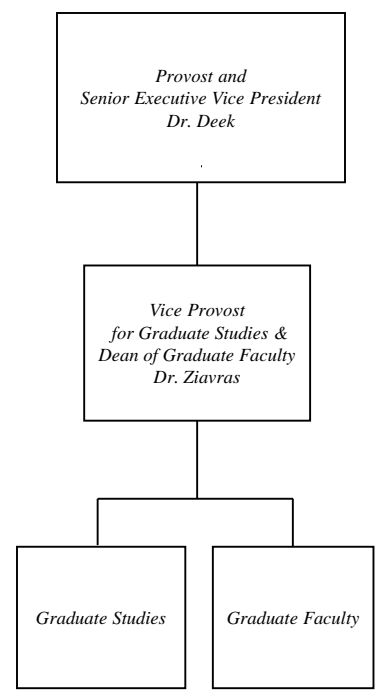 Provost and
Senior Executive Vice President
Dr. Deek
.
Vice Provost
for Graduate Studies &
Dean of Graduate Faculty
Dr. Ziavras
Graduate Studies
Graduate Faculty